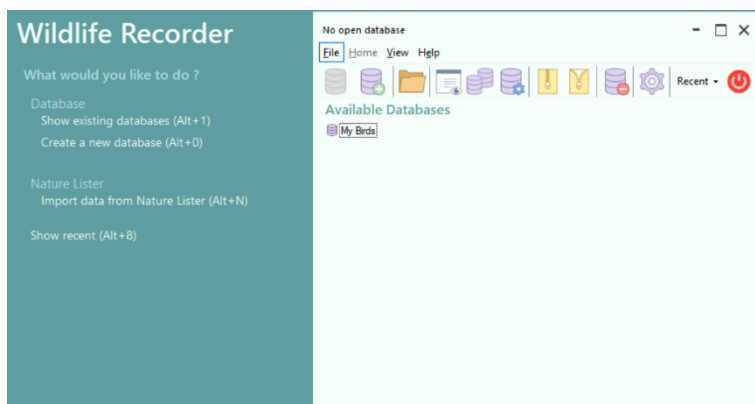 Wildlife Recorder
What would you like to do ?
Database
Show existing databases (Alt+1)
Create a new database (Alt+0)
Nature Lister
Import data from Nature Lister (Alt+N)
Show recent (Alt+8)
No open database
File Home View Help
Recent
Available Databases
My Birds